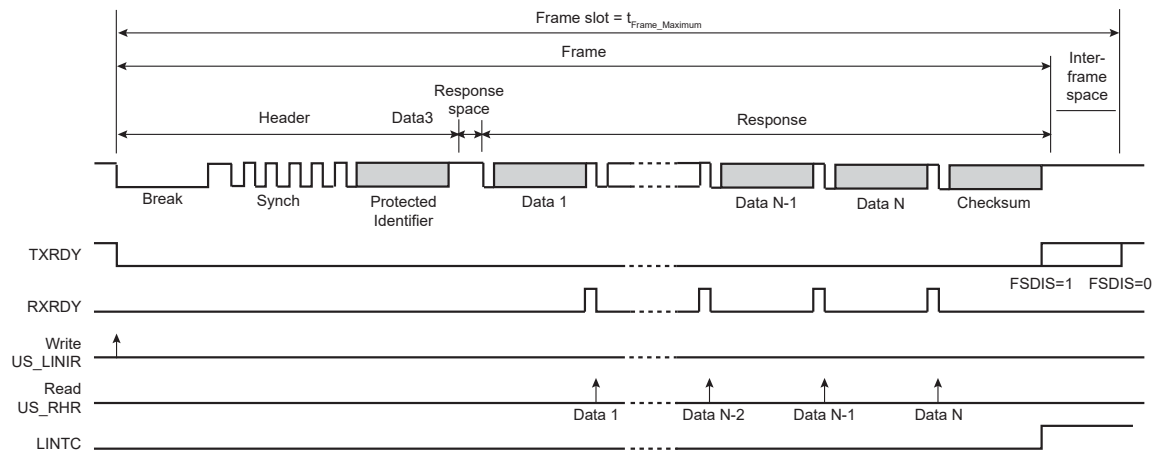 Frame slot = tFrame_Maximum
Frame
Inter-
frame
space
Response
space
Header
Data3
Response
Break
Synch
Protected
Identifier
Data 1
Data N-1
Data N
Checksum
TXRDY
FSDIS=1
FSDIS=0
RXRDY
Write
US_LINIR
Read
US_RHR
Data 1
Data N-2
Data N-1
Data N
LINTC